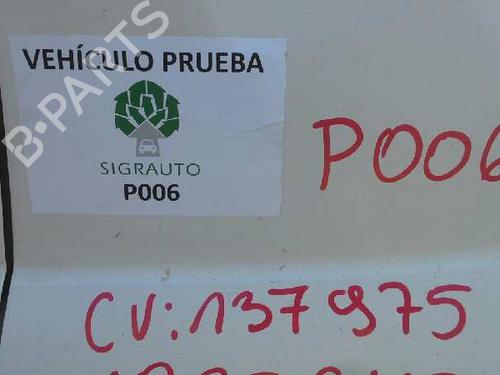 VEHÍCULO PRUEBA
SIGRAUTO
P006
P006
CV:137975
B-PARTS